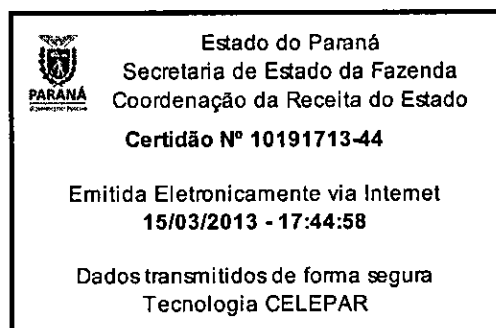 Estado do Paraná
Secretaria de Estado da Fazenda
PARANÁ
Coordenação da Receita do Estado
Certidão Nº 10191713-44
Emitida Eletronicamente via Internet
15/03/2013 - 17:44:58
Dados transmitidos de forma segura
Tecnologia CELEPAR